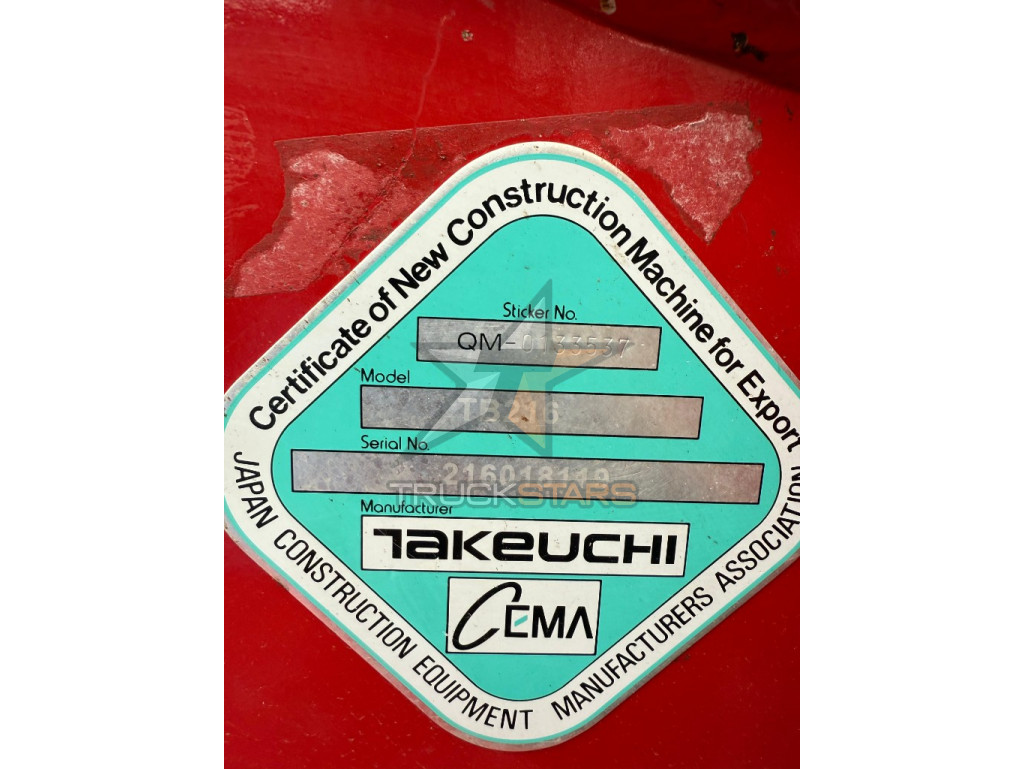 Certificate of New Construction Machine for Export
Sticker No.
QM-0133537
Model
TB216
Serial No.
TRUCKSTARS
Manufacturer
TAKEUCHI
CEMA
JAPAN CONSTRUCTION EQUIPMENT MANUFACTURERS ASSOCIATION